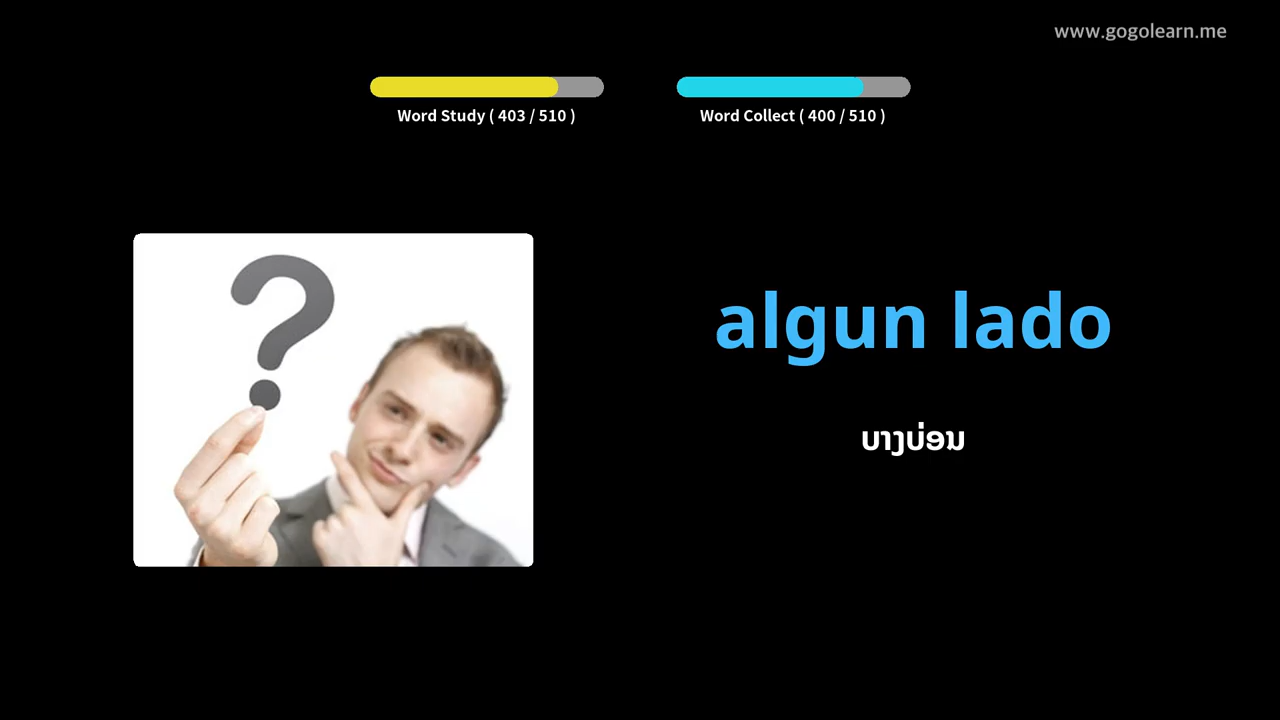 www.gogolearn.me
Word Study ( 403 / 510 )
Word Collect ( 400 / 510 )
algun lado
ບາງບ່ອນ